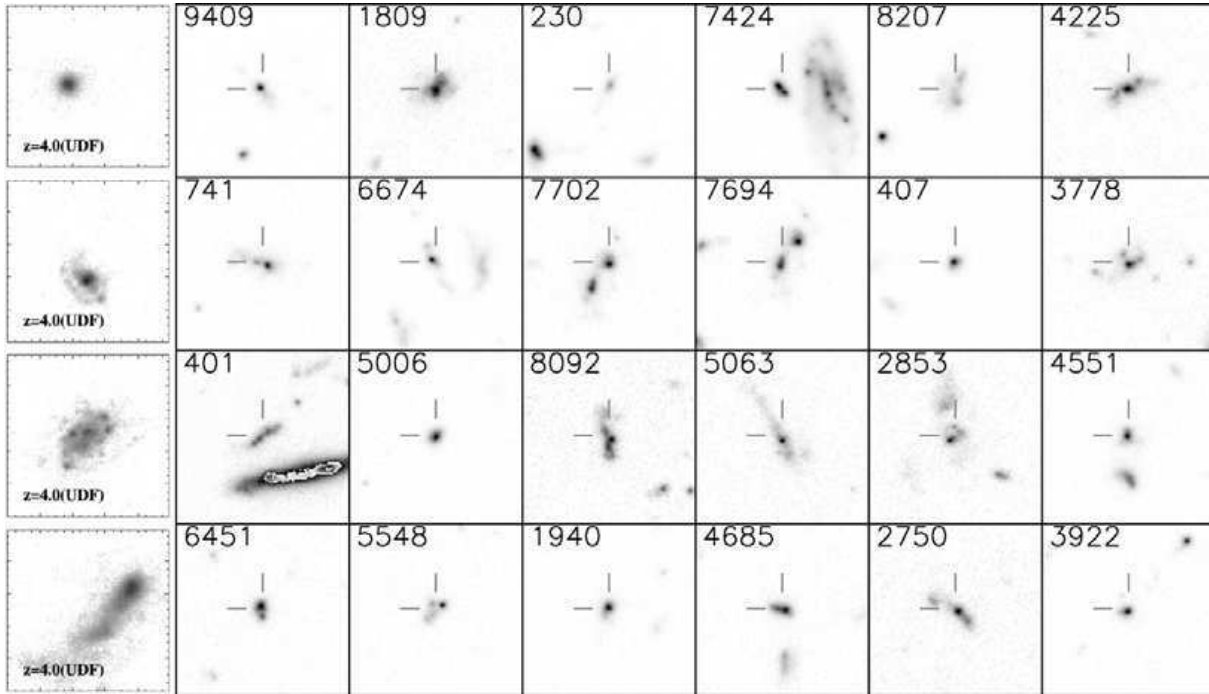 9409 1809 230 7424 8207 4225
z=4.0(UDF)
741 6674 7702 7694 407 3778
z=4.0(UDF)
401 5006 8092 5063 2853 4551
z=4.0(UDF)
6451 5548 1940 4685 2750 3922
z=4.0(UDF)